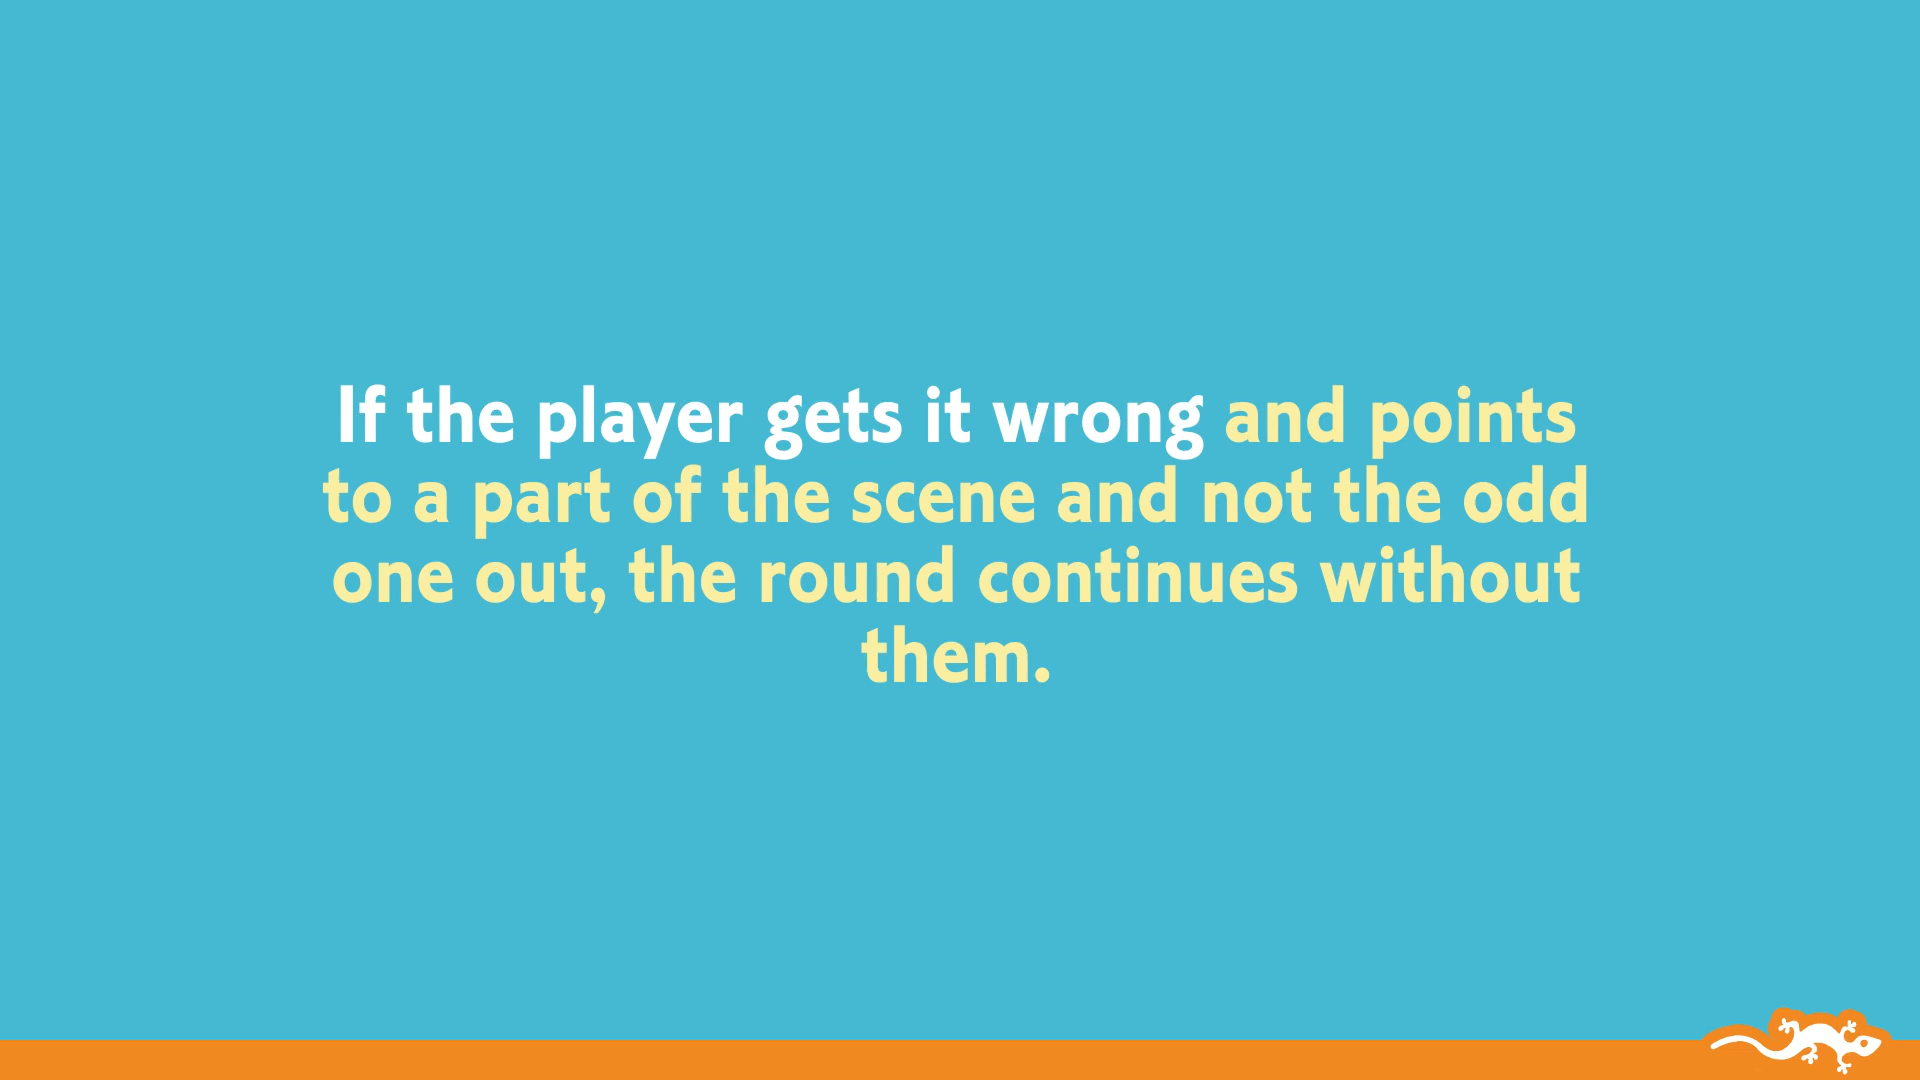 If the player gets it wrong and points
to a part of the scene and not the odd
one out, the round continues without
them.